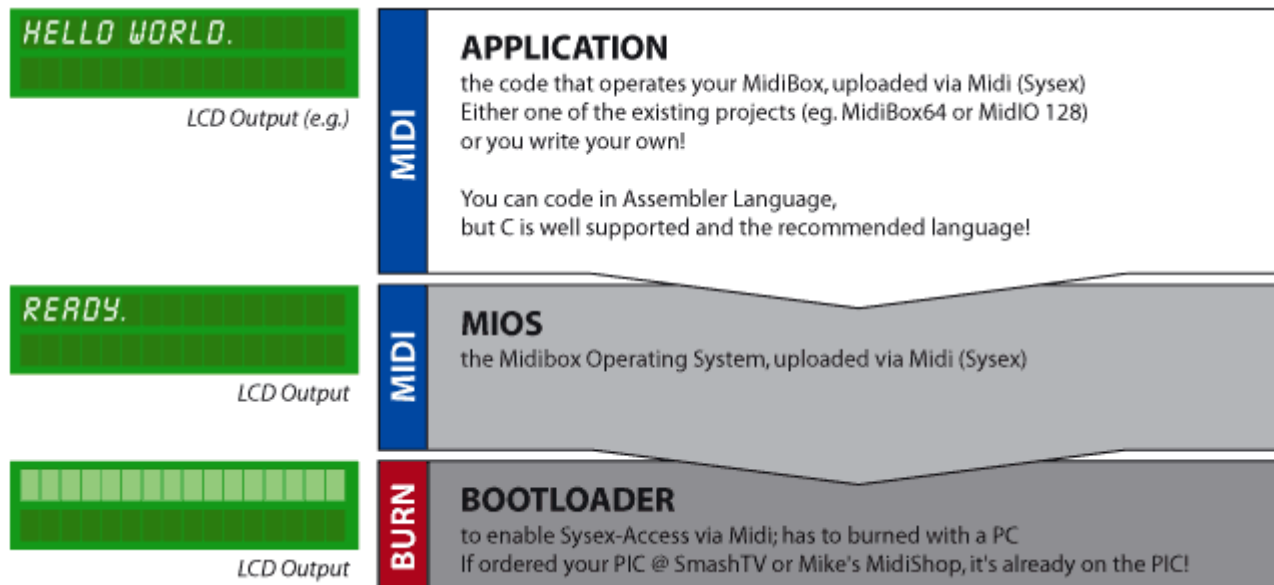 HELLO WORLD.
LCD Output (e.g.)
MIDI
APPLICATION
the code that operates your MidiBox, uploaded via Midi (Sysex)
Either one of the existing projects (eg. MidiBox64 or MidIO 128)
or you write your own!
You can code in Assembler Language,
but C is well supported and the recommended language!
READY.
LCD Output
MIDI
MIOS
the Midibox Operating System, uploaded via Midi (Sysex)
LCD Output
BURN
BOOTLOADER
to enable Sysex-Access via Midi; has to burned with a PC
If ordered your PIC @ SmashTV or Mike's MidiShop, it's already on the PIC!